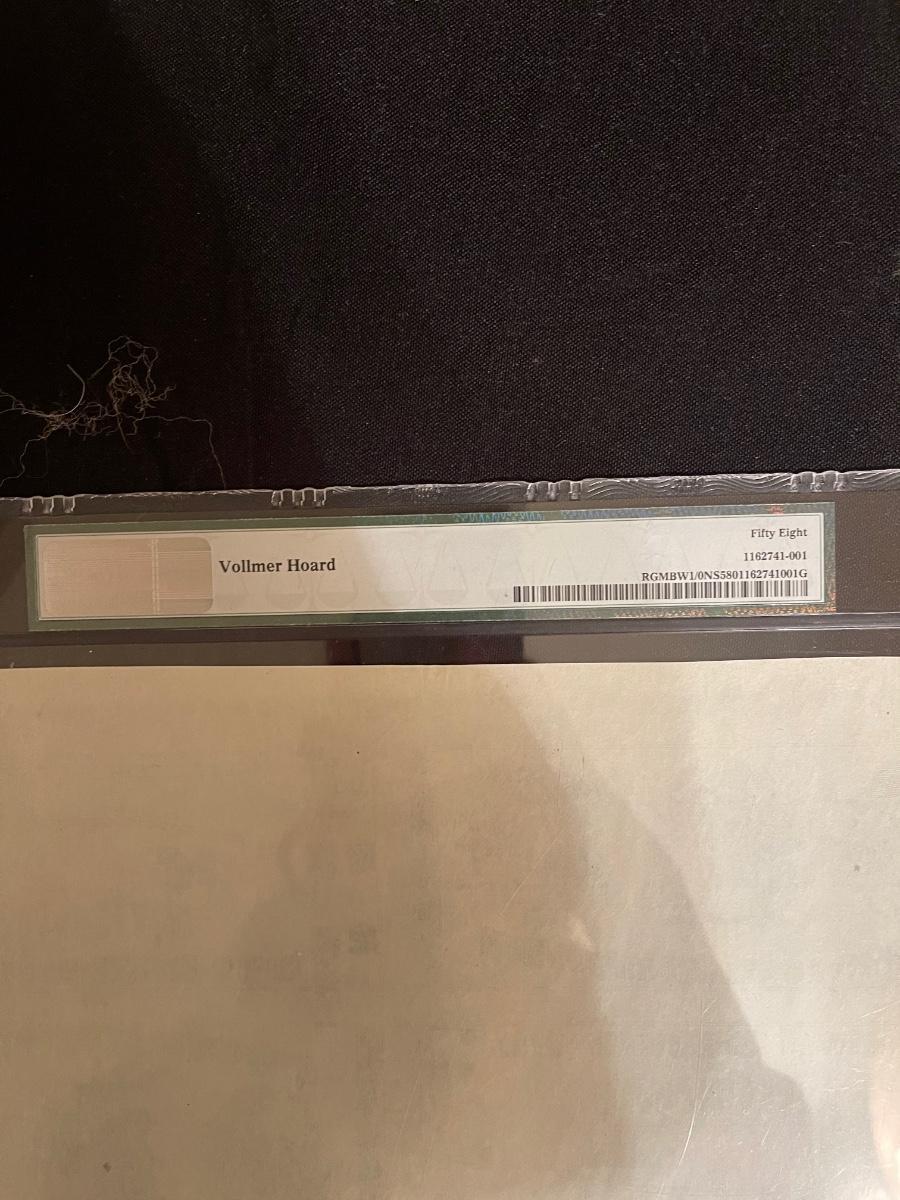 Vollmer Hoard
Fifty Eight
1162741-001
RGMBW1/0NS5801162741001G